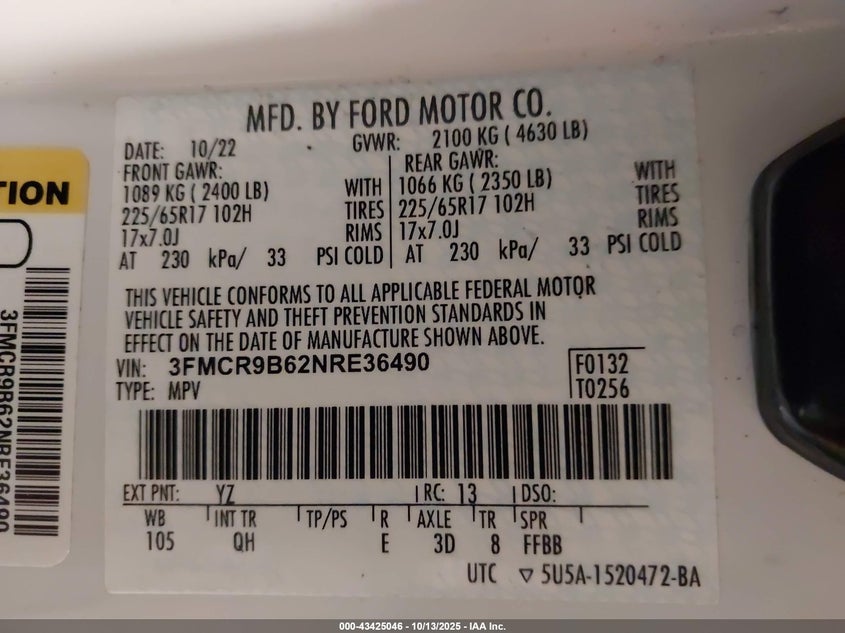 MFD. BY FORD MOTOR CO.
DATE: 10/22 GVWR: 2100 KG ( 4630 LB)
FRONT GAWR: REAR GAWR:
1089 KG ( 2400 LB) WITH 1066 KG ( 2350 LB) WITH
225/65R17 102H TIRES 225/65R17 102H TIRES
17x7.0J RIMS 17x7.0J RIMS
AT 230 kPa/ 33 PSI COLD AT 230 kPa/ 33 PSI COLD
THIS VEHICLE CONFORMS TO ALL APPLICABLE FEDERAL MOTOR
VEHICLE SAFETY AND THEFT PREVENTION STANDARDS IN
EFFECT ON THE DATE OF MANUFACTURE SHOWN ABOVE.
VIN: 3FMCR9B62NRE36490 F0132
TYPE: MPV T0256
EXT PNT: YZ RC: 13 DSO:
WB INT TR TP/PS R AXLE TR SPR
105 QH E 3D 8 FFBB
UTC ▽ 5U5A-1520472-BA
TION
3FMCR9B62NRE36490
000-43425046 - 10/13/2025 - IAA Inc.